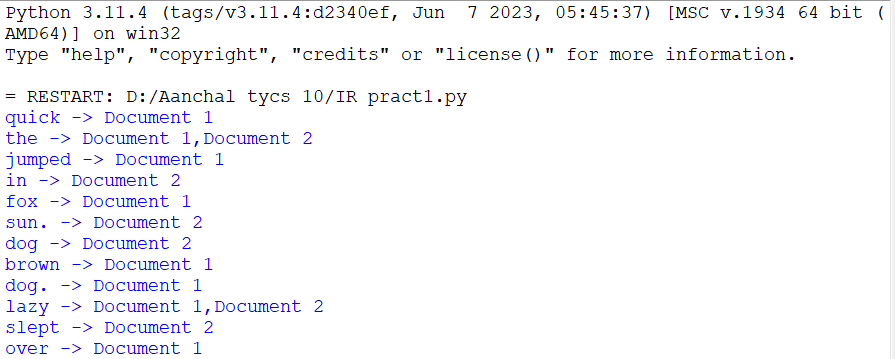 Python 3.11.4 (tags/v3.11.4:d2340ef, Jun  7 2023, 05:45:37) [MSC v.1934 64 bit (
AMD64)] on win32
Type "help", "copyright", "credits" or "license()" for more information.
= RESTART: D:/Aanchal tycs 10/IR pract1.py
quick -> Document 1
the -> Document 1,Document 2
jumped -> Document 1
in -> Document 2
fox -> Document 1
sun. -> Document 2
dog -> Document 2
brown -> Document 1
dog. -> Document 1
lazy -> Document 1,Document 2
slept -> Document 2
over -> Document 1